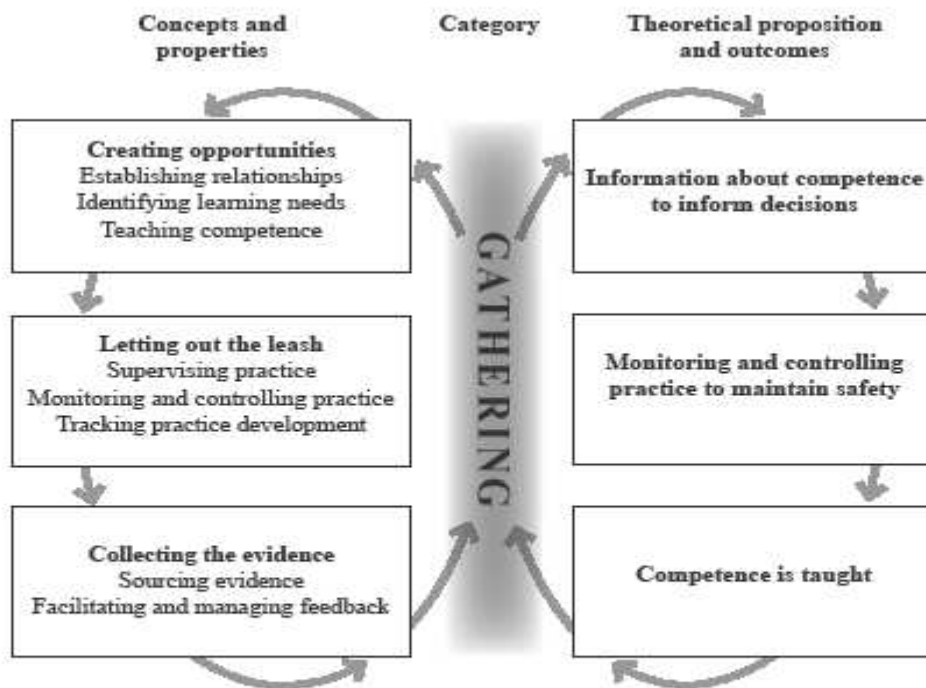 Concepts and
properties
Category
Theoretical proposition
and outcomes
Creating opportunities
Establishing relationships
Identifying learning needs
Teaching competence
Letting out the leash
Supervising practice
Monitoring and controlling practice
Tracking practice development
Collecting the evidence
Sourcing evidence
Facilitating and managing feedback
GATHERING
Information about competence
to inform decisions
Monitoring and controlling
practice to maintain safety
Competence is taught